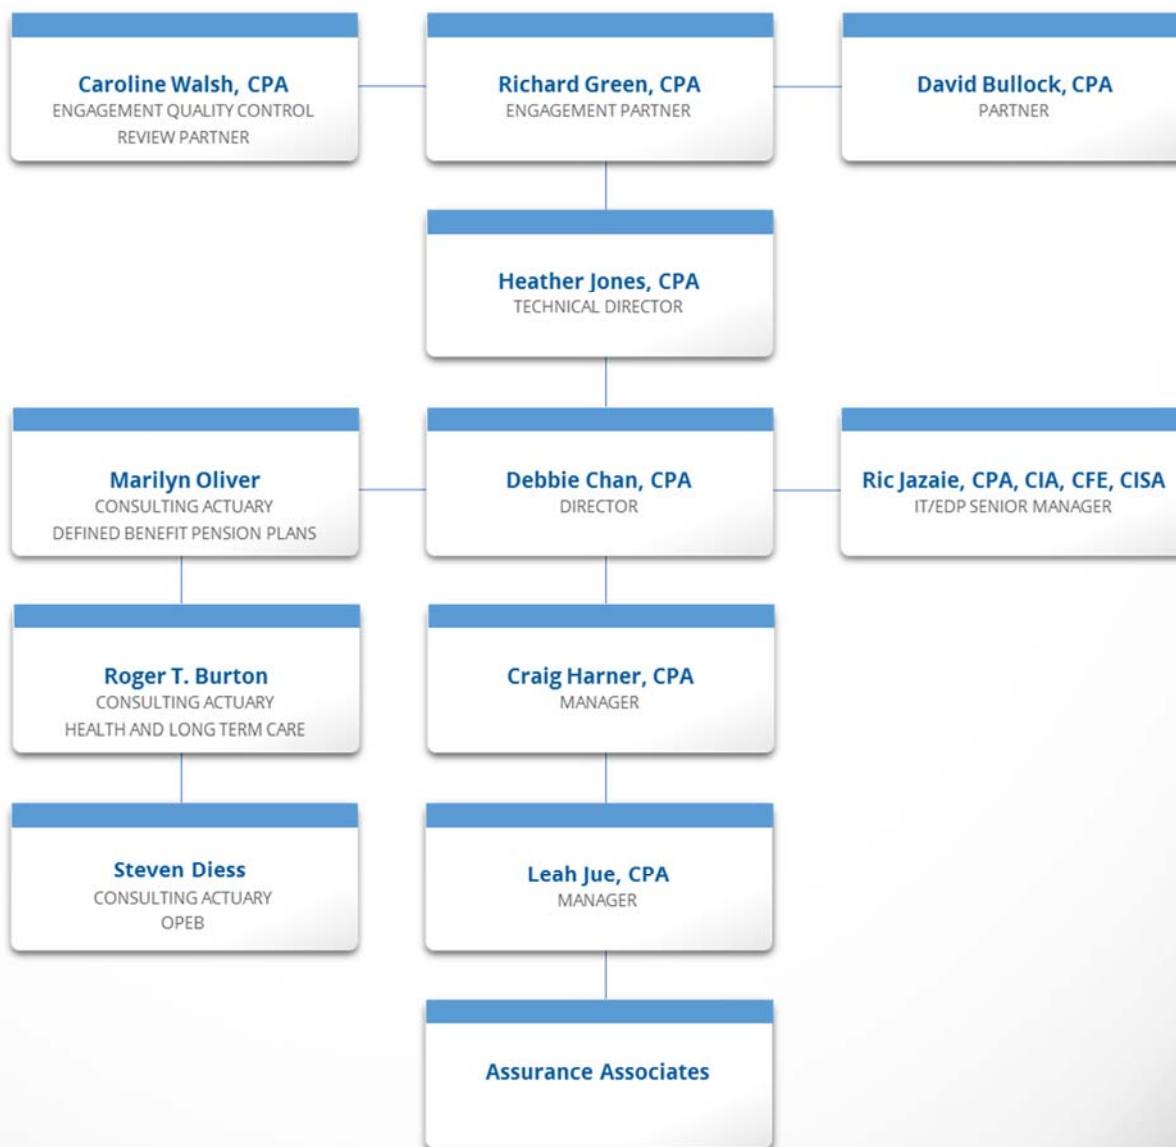 Caroline Walsh, CPA
ENGAGEMENT QUALITY CONTROL
REVIEW PARTNER
Richard Green, CPA
ENGAGEMENT PARTNER
David Bullock, CPA
PARTNER
Heather Jones, CPA
TECHNICAL DIRECTOR
Marilyn Oliver
CONSULTING ACTUARY
DEFINED BENEFIT PENSION PLANS
Debbie Chan, CPA
DIRECTOR
Ric Jazaie, CPA, CIA, CFE, CISA
IT/EDP SENIOR MANAGER
Roger T. Burton
CONSULTING ACTUARY
HEALTH AND LONG TERM CARE
Craig Harner, CPA
MANAGER
Steven Diess
CONSULTING ACTUARY
OPEB
Leah Jue, CPA
MANAGER
Assurance Associates